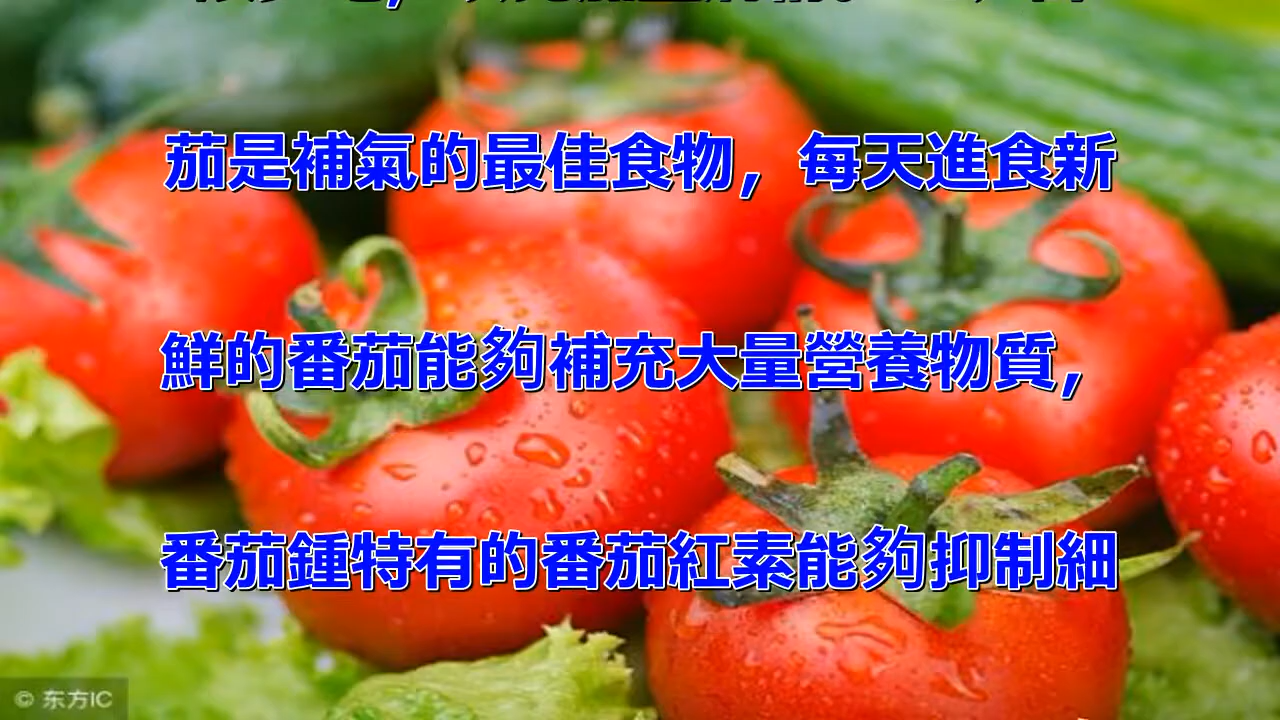 茄是補氣的最佳食物，每天進食新
鮮的番茄能夠補充大量營養物質，
番茄鍾特有的番茄紅素能夠抑制細
© 东方IC